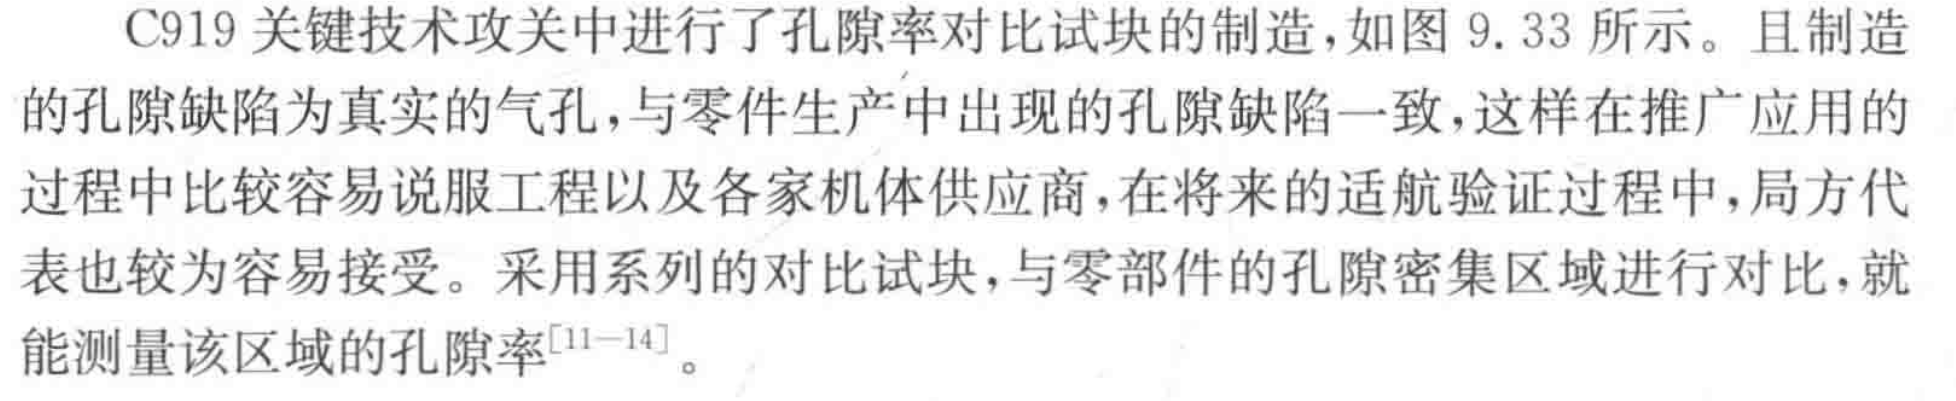 C919关键技术攻关中进行了孔隙率对比试块的制造,如图9.33所示。且制造
的孔隙缺陷为真实的气孔,与零件生产中出现的孔隙缺陷一致,这样在推广应用的
过程中比较容易说服工程以及各家机体供应商,在将来的适航验证过程中,局方代
表也较为容易接受。采用系列的对比试块,与零部件的孔隙密集区域进行对比,就
能测量该区域的孔隙率[11—14]。